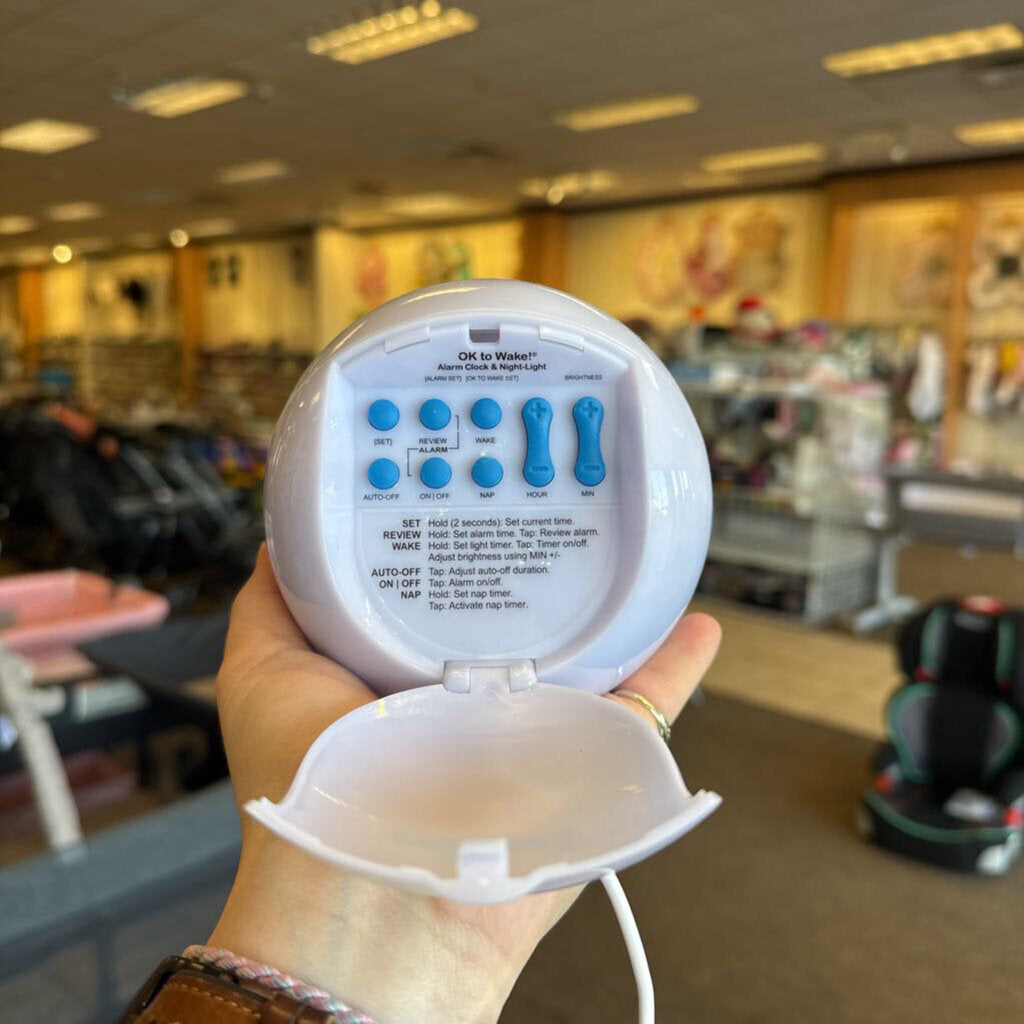 OK to Wake!®
Alarm Clock & Night-Light
[ALARM SET] [OK TO WAKE SET] BRIGHTNESS
[SET] REVIEW WAKE
ALARM
AUTO-OFF ON | OFF NAP HOUR MIN
SET Hold (2 seconds): Set current time.
REVIEW Hold: Set alarm time. Tap: Review alarm.
WAKE Hold: Set light timer. Tap: Timer on/off.
Adjust brightness using MIN +/-
AUTO-OFF Tap: Adjust auto-off duration.
ON | OFF Tap: Alarm on/off.
NAP Hold: Set nap timer.
Tap: Activate nap timer.